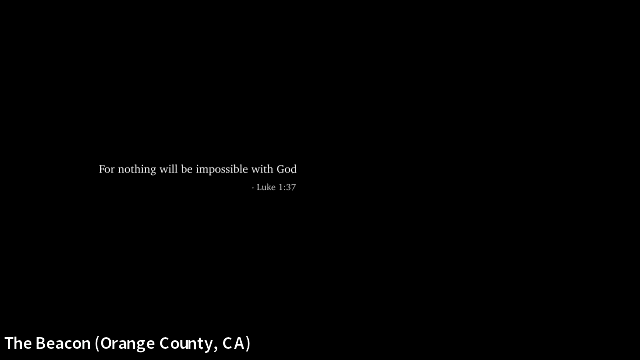 For nothing will be impossible with God
- Luke 1:37
The Beacon (Orange County, CA)